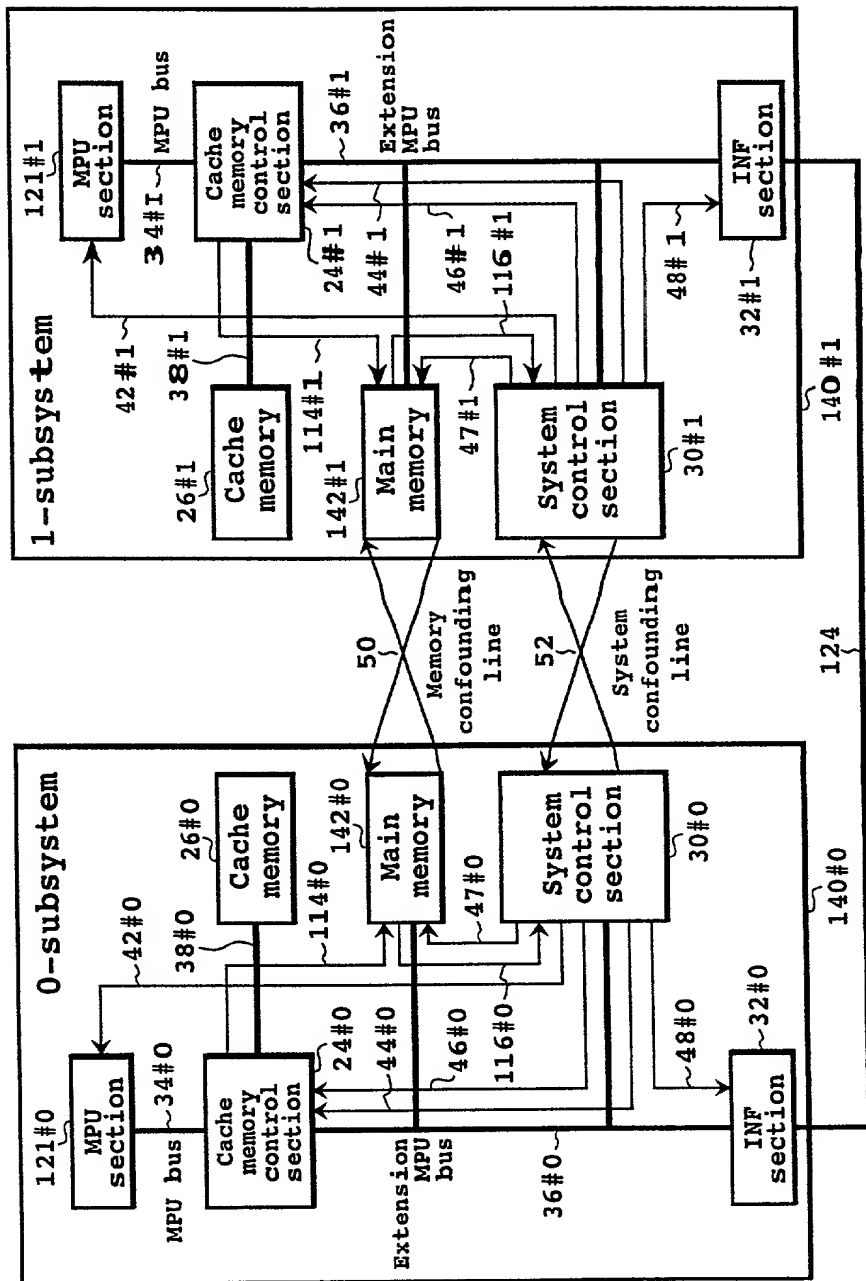 0-subsystem
121#0
MPU
section
MPU bus
34#0
42#0
Cache
memory
control
section
24#0
38#0
26#0
Cache
memory
114#0
44#0
46#0
142#0
Main
memory
116#0
47#0
Extension
MPU
bus
36#0
System
control
section
30#0
48#0
INF
section
32#0
140#0
50
Memory
confounding
line
52
System
confounding
line
124
1-subsystem
121#1
MPU
section
34#I
MPU bus
42#1
Cache
memory
control
section
24#1
38#1
26#1
Cache
memory
114#1
44#1
46#1
142#1
Main
memory
116#1
47#1
36#1
Extension
MPU
bus
System
control
section
30#1
48#1
INF
section
32#1
140#1